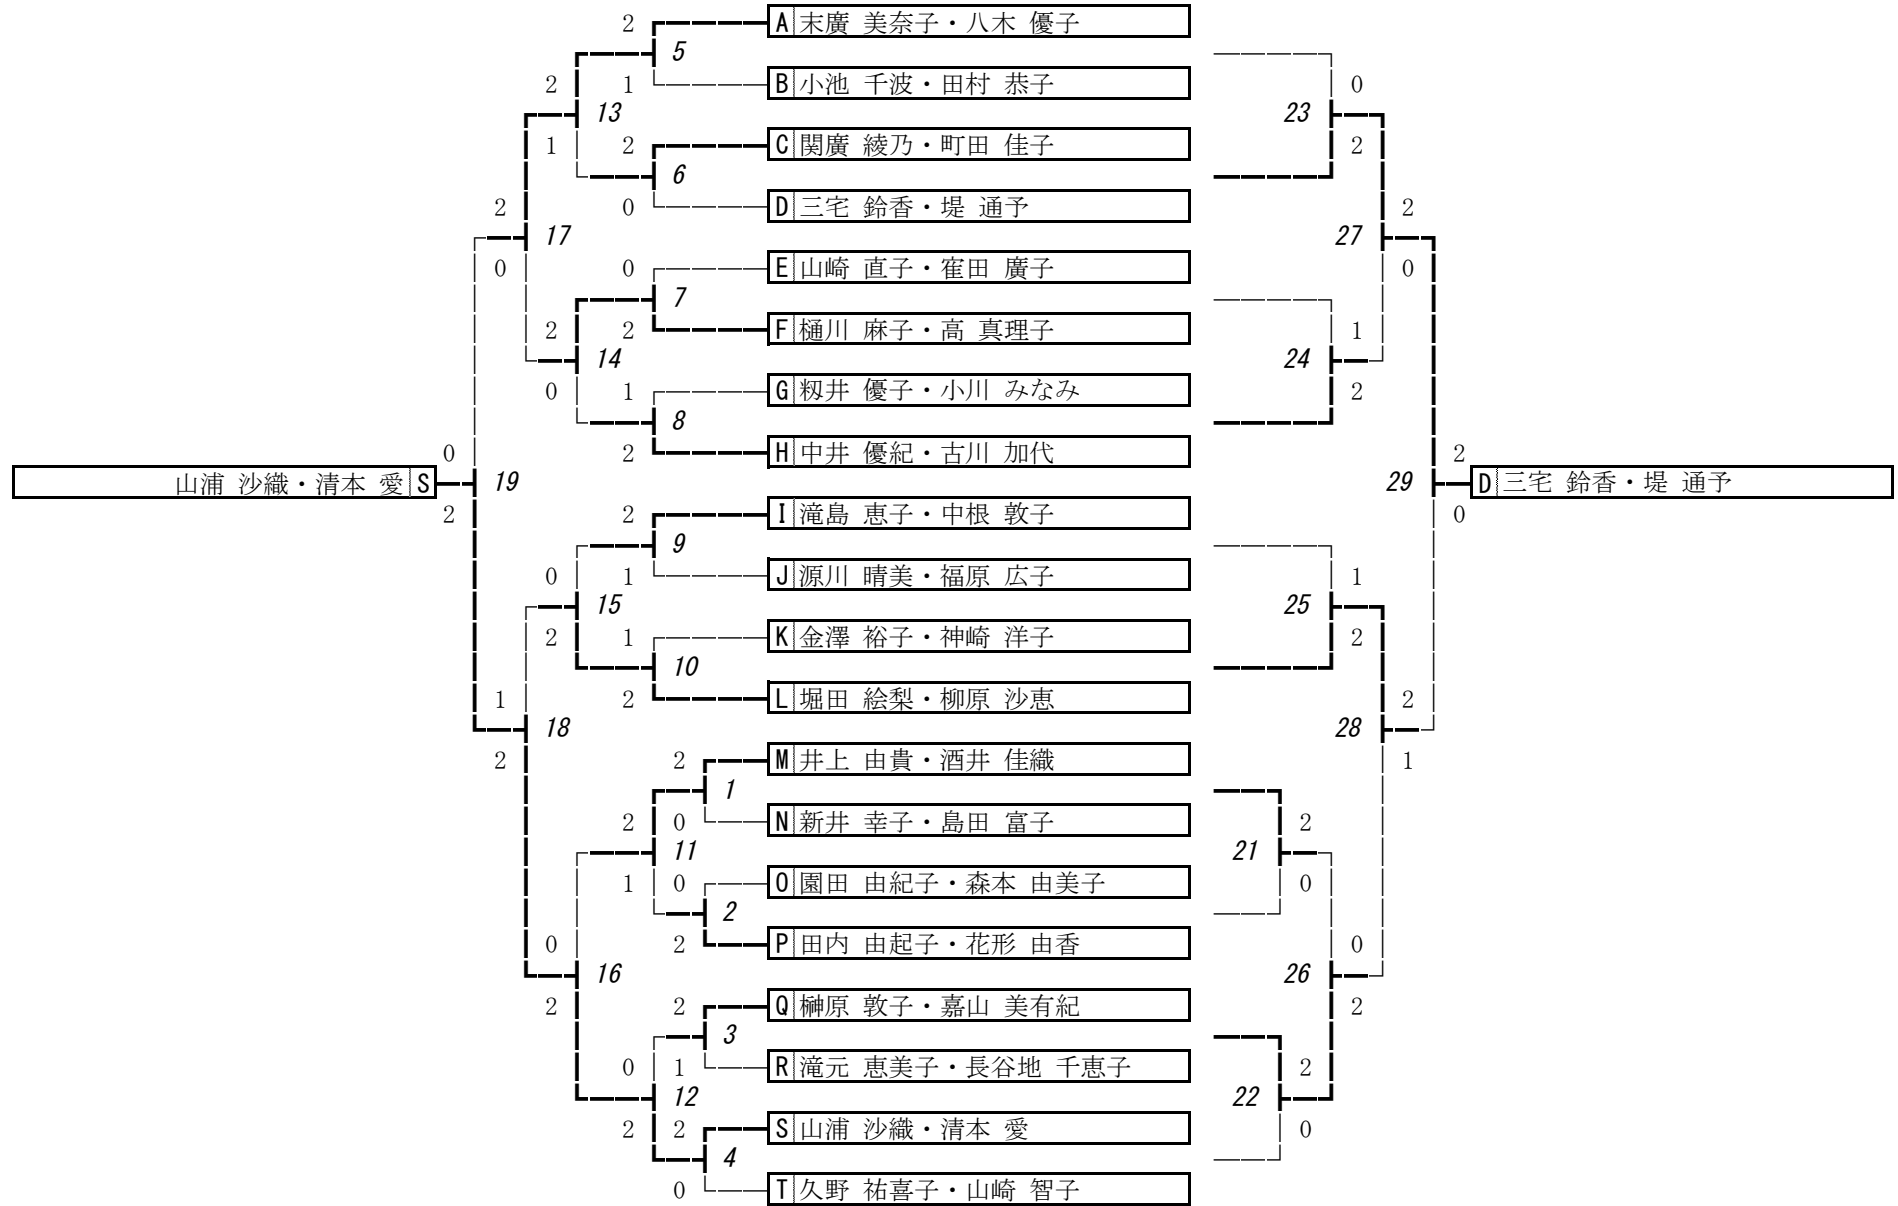 2 A 末廣 美奈子・八木 優子
5
2 1 B 小池 千波・田村 恭子 0
13 23
1 2 C 関廣 綾乃・町田 佳子 2
6
2 0 D 三宅 鈴香・堤 通予 2
17 27
0 0 E 山崎 直子・寉田 廣子 0
7
2 2 F 樋川 麻子・高 真理子 1
14 24
0 1 G 籾井 優子・小川 みなみ 2
8
0 2 H 中井 優紀・古川 加代 2
山浦 沙織・清本 愛 S 19 29 D 三宅 鈴香・堤 通予
2 2 I 滝島 恵子・中根 敦子 0
9
0 1 J 源川 晴美・福原 広子 1
15 25
2 1 K 金澤 裕子・神崎 洋子 2
10
1 2 L 堀田 絵梨・柳原 沙恵 2
18 28
2 2 M 井上 由貴・酒井 佳織 1
1
2 0 N 新井 幸子・島田 富子 2
11 21
1 0 O 園田 由紀子・森本 由美子 0
2
0 2 P 田内 由起子・花形 由香 0
16 26
2 2 Q 榊原 敦子・嘉山 美有紀 2
3
0 1 R 滝元 恵美子・長谷地 千恵子 2
12 22
2 2 S 山浦 沙織・清本 愛 0
4
0 T 久野 祐喜子・山崎 智子